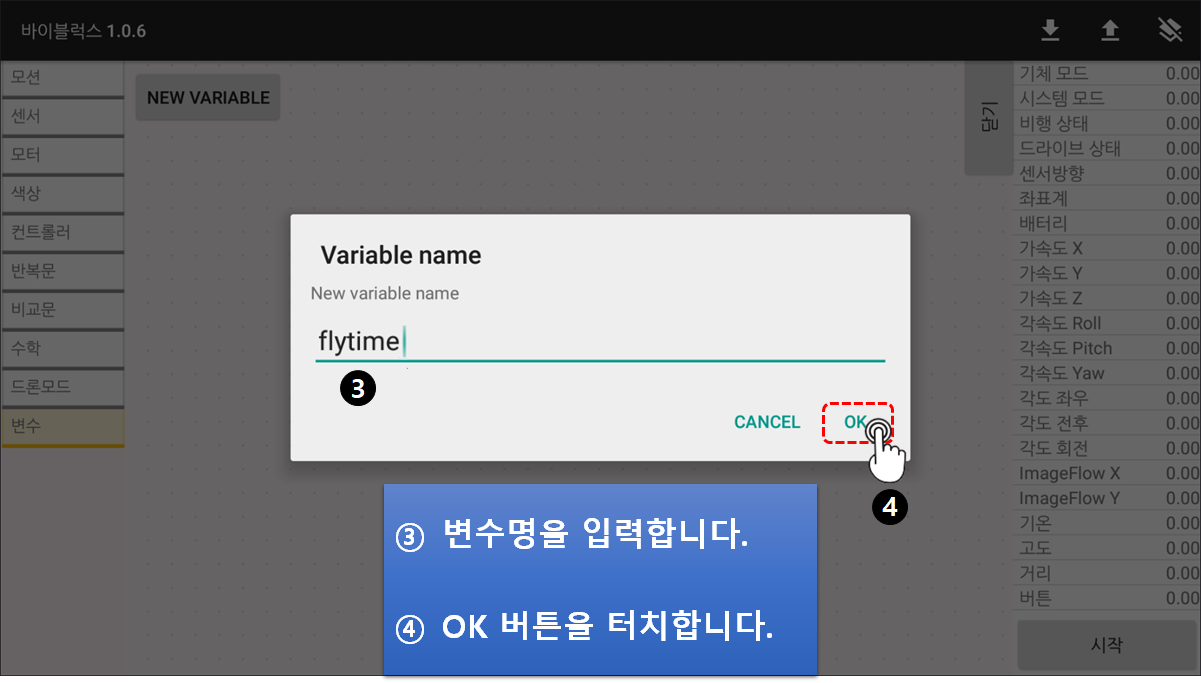 바이블럭스 1.0.6
모션
센서
모터
색상
컨트롤러
반복문
비교문
수학
드론모드
변수
NEW VARIABLE
닫기
Variable name
New variable name
flytime
❸
CANCEL
OK
❹
③ 변수명을 입력합니다.
④ OK 버튼을 터치합니다.
기체 모드 0.00
시스템 모드 0.00
비행 상태 0.00
드라이브 상태 0.00
센서방향 0.00
좌표계 0.00
배터리 0.00
가속도 X 0.00
가속도 Y 0.00
가속도 Z 0.00
각속도 Roll 0.00
각속도 Pitch 0.00
각속도 Yaw 0.00
각도 좌우 0.00
각도 전후 0.00
각도 회전 0.00
ImageFlow X 0.00
ImageFlow Y 0.00
기온 0.00
고도 0.00
거리 0.00
버튼 0.00
시작